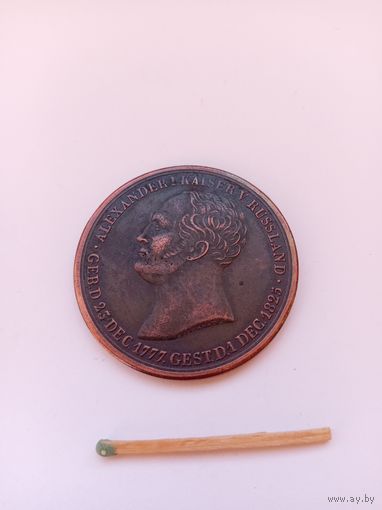 · ALEXANDER I KAISER V. RUSSLAND ·
GEB. D. 23 DEC 1777. GEST. D. 1 DEC. 1825
www.ay.by